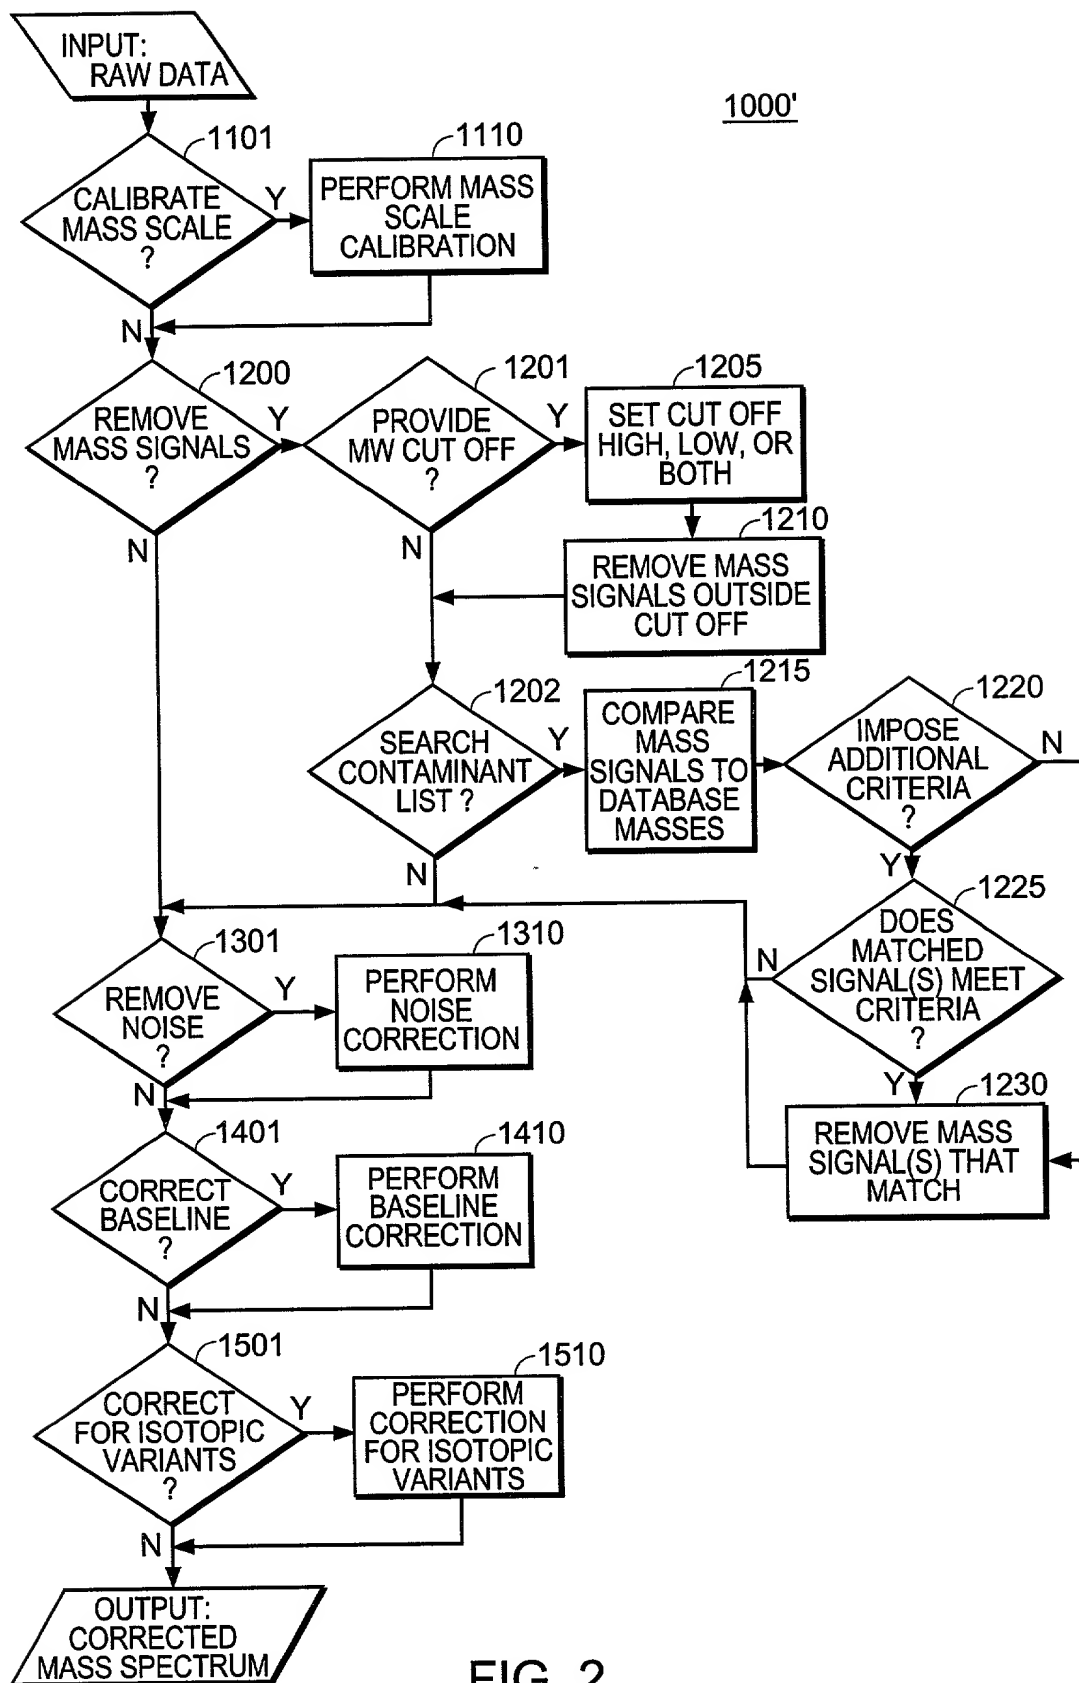 INPUT:
RAW DATA
1000'
1101
CALIBRATE
MASS SCALE
?
Y
N
1110
PERFORM MASS
SCALE
CALIBRATION
1200
REMOVE
MASS SIGNALS
?
Y
N
1201
PROVIDE
MW CUT OFF
?
Y
N
1205
SET CUT OFF
HIGH, LOW, OR
BOTH
1210
REMOVE MASS
SIGNALS OUTSIDE
CUT OFF
1202
SEARCH
CONTAMINANT
LIST ?
Y
N
1215
COMPARE
MASS
SIGNALS TO
DATABASE
MASSES
1220
IMPOSE
ADDITIONAL
CRITERIA
?
N
Y
1225
DOES
MATCHED
SIGNAL(S) MEET
CRITERIA
?
N
Y
1230
REMOVE MASS
SIGNAL(S) THAT
MATCH
1301
REMOVE
NOISE
?
Y
N
1310
PERFORM
NOISE
CORRECTION
1401
CORRECT
BASELINE
?
Y
N
1410
PERFORM
BASELINE
CORRECTION
1501
CORRECT
FOR ISOTOPIC
VARIANTS
?
Y
N
1510
PERFORM
CORRECTION
FOR ISOTOPIC
VARIANTS
OUTPUT:
CORRECTED
MASS SPECTRUM
FIG. 2